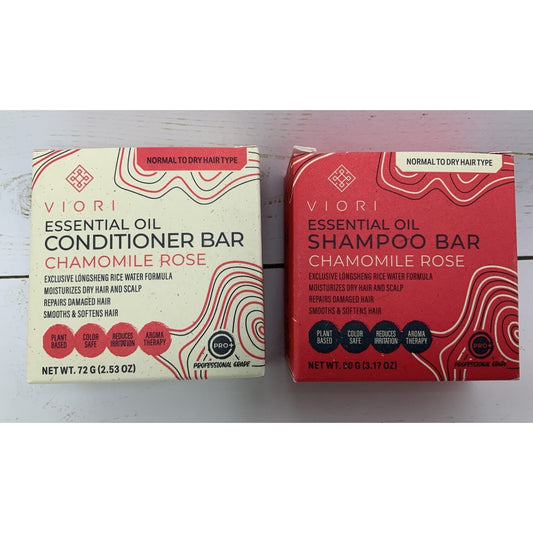 NORMAL TO DRY HAIR TYPE
VIORI
ESSENTIAL OIL
CONDITIONER BAR
CHAMOMILE ROSE
EXCLUSIVE LONGSHENG RICE WATER FORMULA
MOISTURIZES DRY HAIR AND SCALP
REPAIRS DAMAGED HAIR
SMOOTHS & SOFTENS HAIR
PLANT BASED
COLOR SAFE
REDUCES IRRITATION
AROMA THERAPY
PRO+
PROFESSIONAL GRADE
NET WT. 72 G (2.53 OZ)
NORMAL TO DRY HAIR TYPE
VIORI
ESSENTIAL OIL
SHAMPOO BAR
CHAMOMILE ROSE
EXCLUSIVE LONGSHENG RICE WATER FORMULA
MOISTURIZES DRY HAIR AND SCALP
REPAIRS DAMAGED HAIR
SMOOTHS & SOFTENS HAIR
PLANT BASED
COLOR SAFE
REDUCES IRRITATION
AROMA THERAPY
PRO+
PROFESSIONAL GRADE
NET WT. G (3.17 OZ)